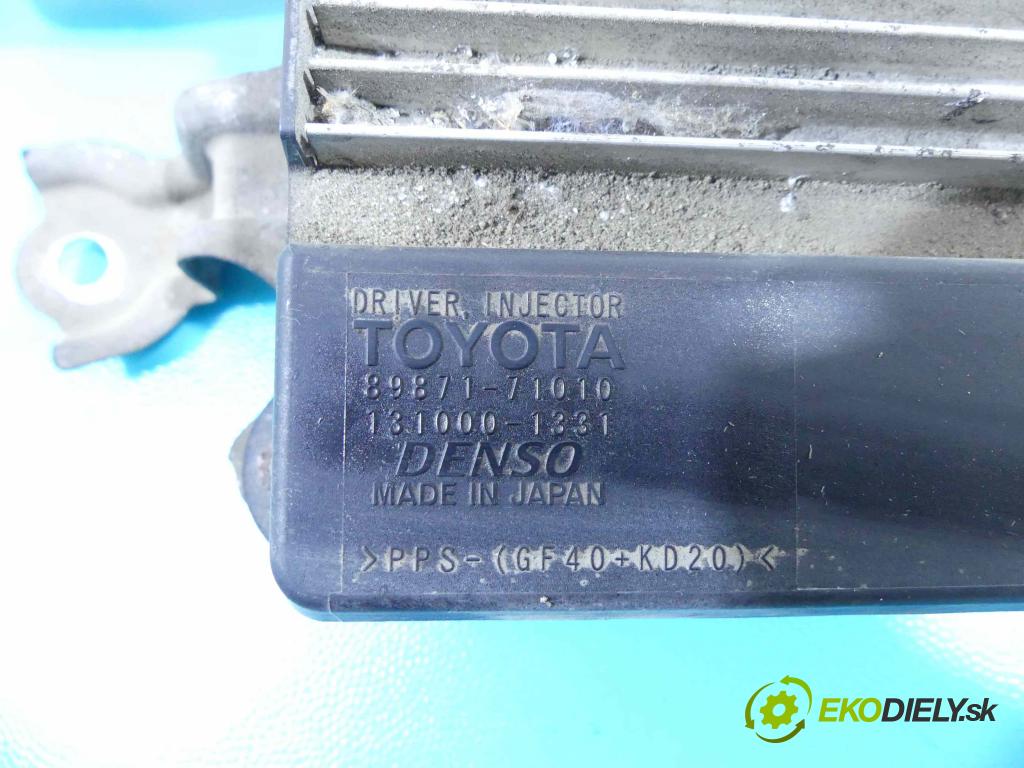 DRIVER, INJECTOR
TOYOTA
89871-71010
131000-1331
DENSO
MADE IN JAPAN
>PPS-(GF40+KD20)<
EKODIELY.sk